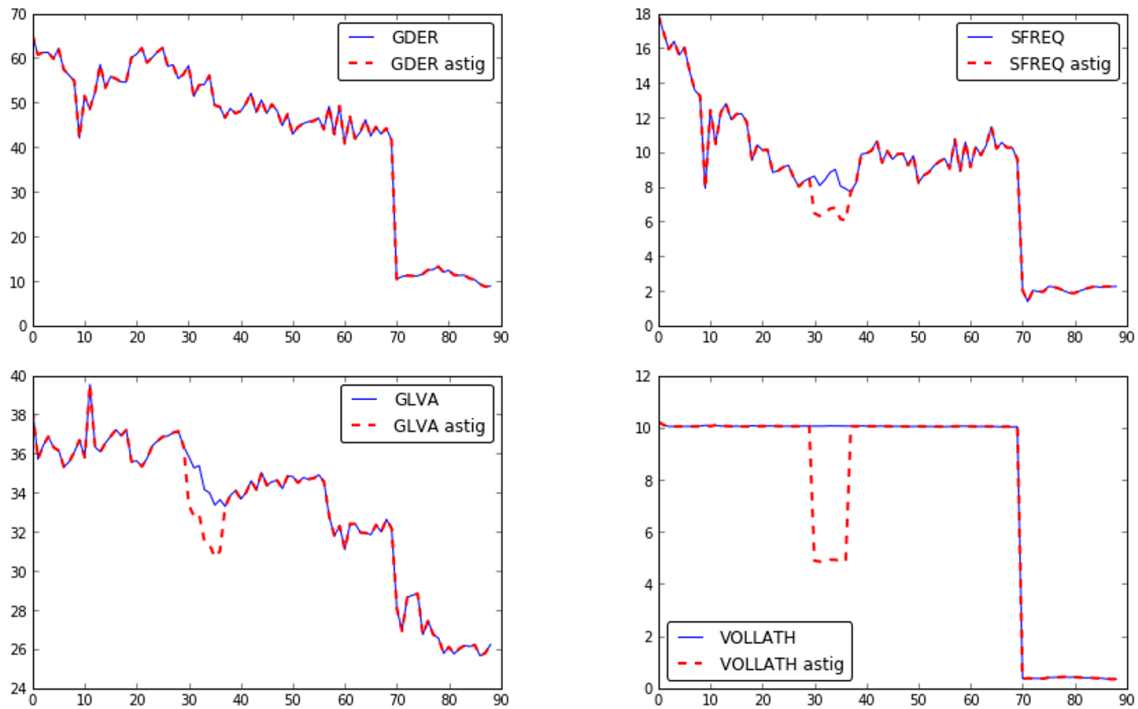 70
60
50
40
30
20
10
0
0 10 20 30 40 50 60 70 80 90
GDER
GDER astig
18
16
14
12
10
8
6
4
2
0
0 10 20 30 40 50 60 70 80 90
SFREQ
SFREQ astig
40
38
36
34
32
30
28
26
24
0 10 20 30 40 50 60 70 80 90
GLVA
GLVA astig
12
10
8
6
4
2
0
0 10 20 30 40 50 60 70 80 90
VOLLATH
VOLLATH astig